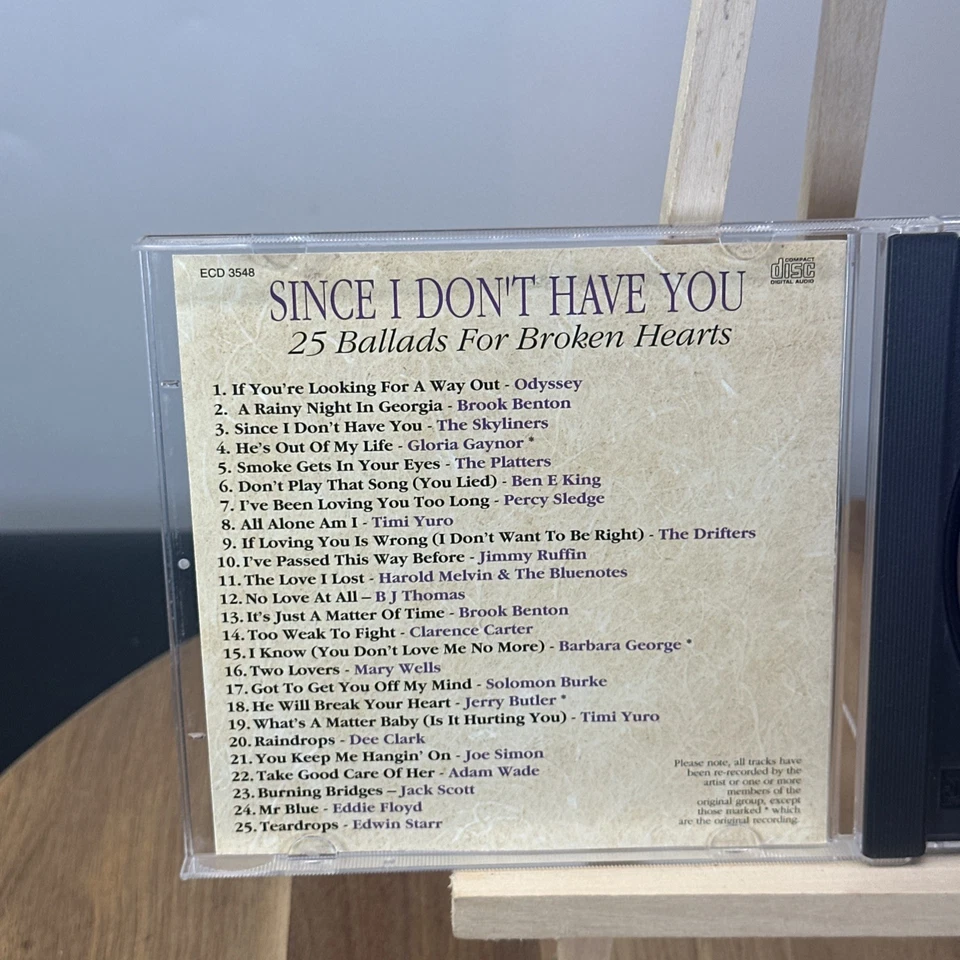 ECD 3548
COMPACT
disc
DIGITAL AUDIO
SINCE I DON'T HAVE YOU
25 Ballads For Broken Hearts
1. If You're Looking For A Way Out - Odyssey
2. A Rainy Night In Georgia - Brook Benton
3. Since I Don't Have You - The Skyliners
4. He's Out Of My Life - Gloria Gaynor *
5. Smoke Gets In Your Eyes - The Platters
6. Don't Play That Song (You Lied) - Ben E King
7. I've Been Loving You Too Long - Percy Sledge
8. All Alone Am I - Timi Yuro
9. If Loving You Is Wrong (I Don't Want To Be Right) - The Drifters
10. I've Passed This Way Before - Jimmy Ruffin
11. The Love I Lost - Harold Melvin & The Bluenotes
12. No Love At All – B J Thomas
13. It's Just A Matter Of Time - Brook Benton
14. Too Weak To Fight - Clarence Carter
15. I Know (You Don't Love Me No More) - Barbara George *
16. Two Lovers - Mary Wells
17. Got To Get You Off My Mind - Solomon Burke
18. He Will Break Your Heart - Jerry Butler *
19. What's A Matter Baby (Is It Hurting You) - Timi Yuro
20. Raindrops - Dee Clark
21. You Keep Me Hangin' On - Joe Simon
22. Take Good Care Of Her - Adam Wade
23. Burning Bridges – Jack Scott
24. Mr Blue - Eddie Floyd
25. Teardrops - Edwin Starr
Please note, all tracks have
been re-recorded by the
artist or one or more
members of the
original group, except
those marked * which
are the original recording.